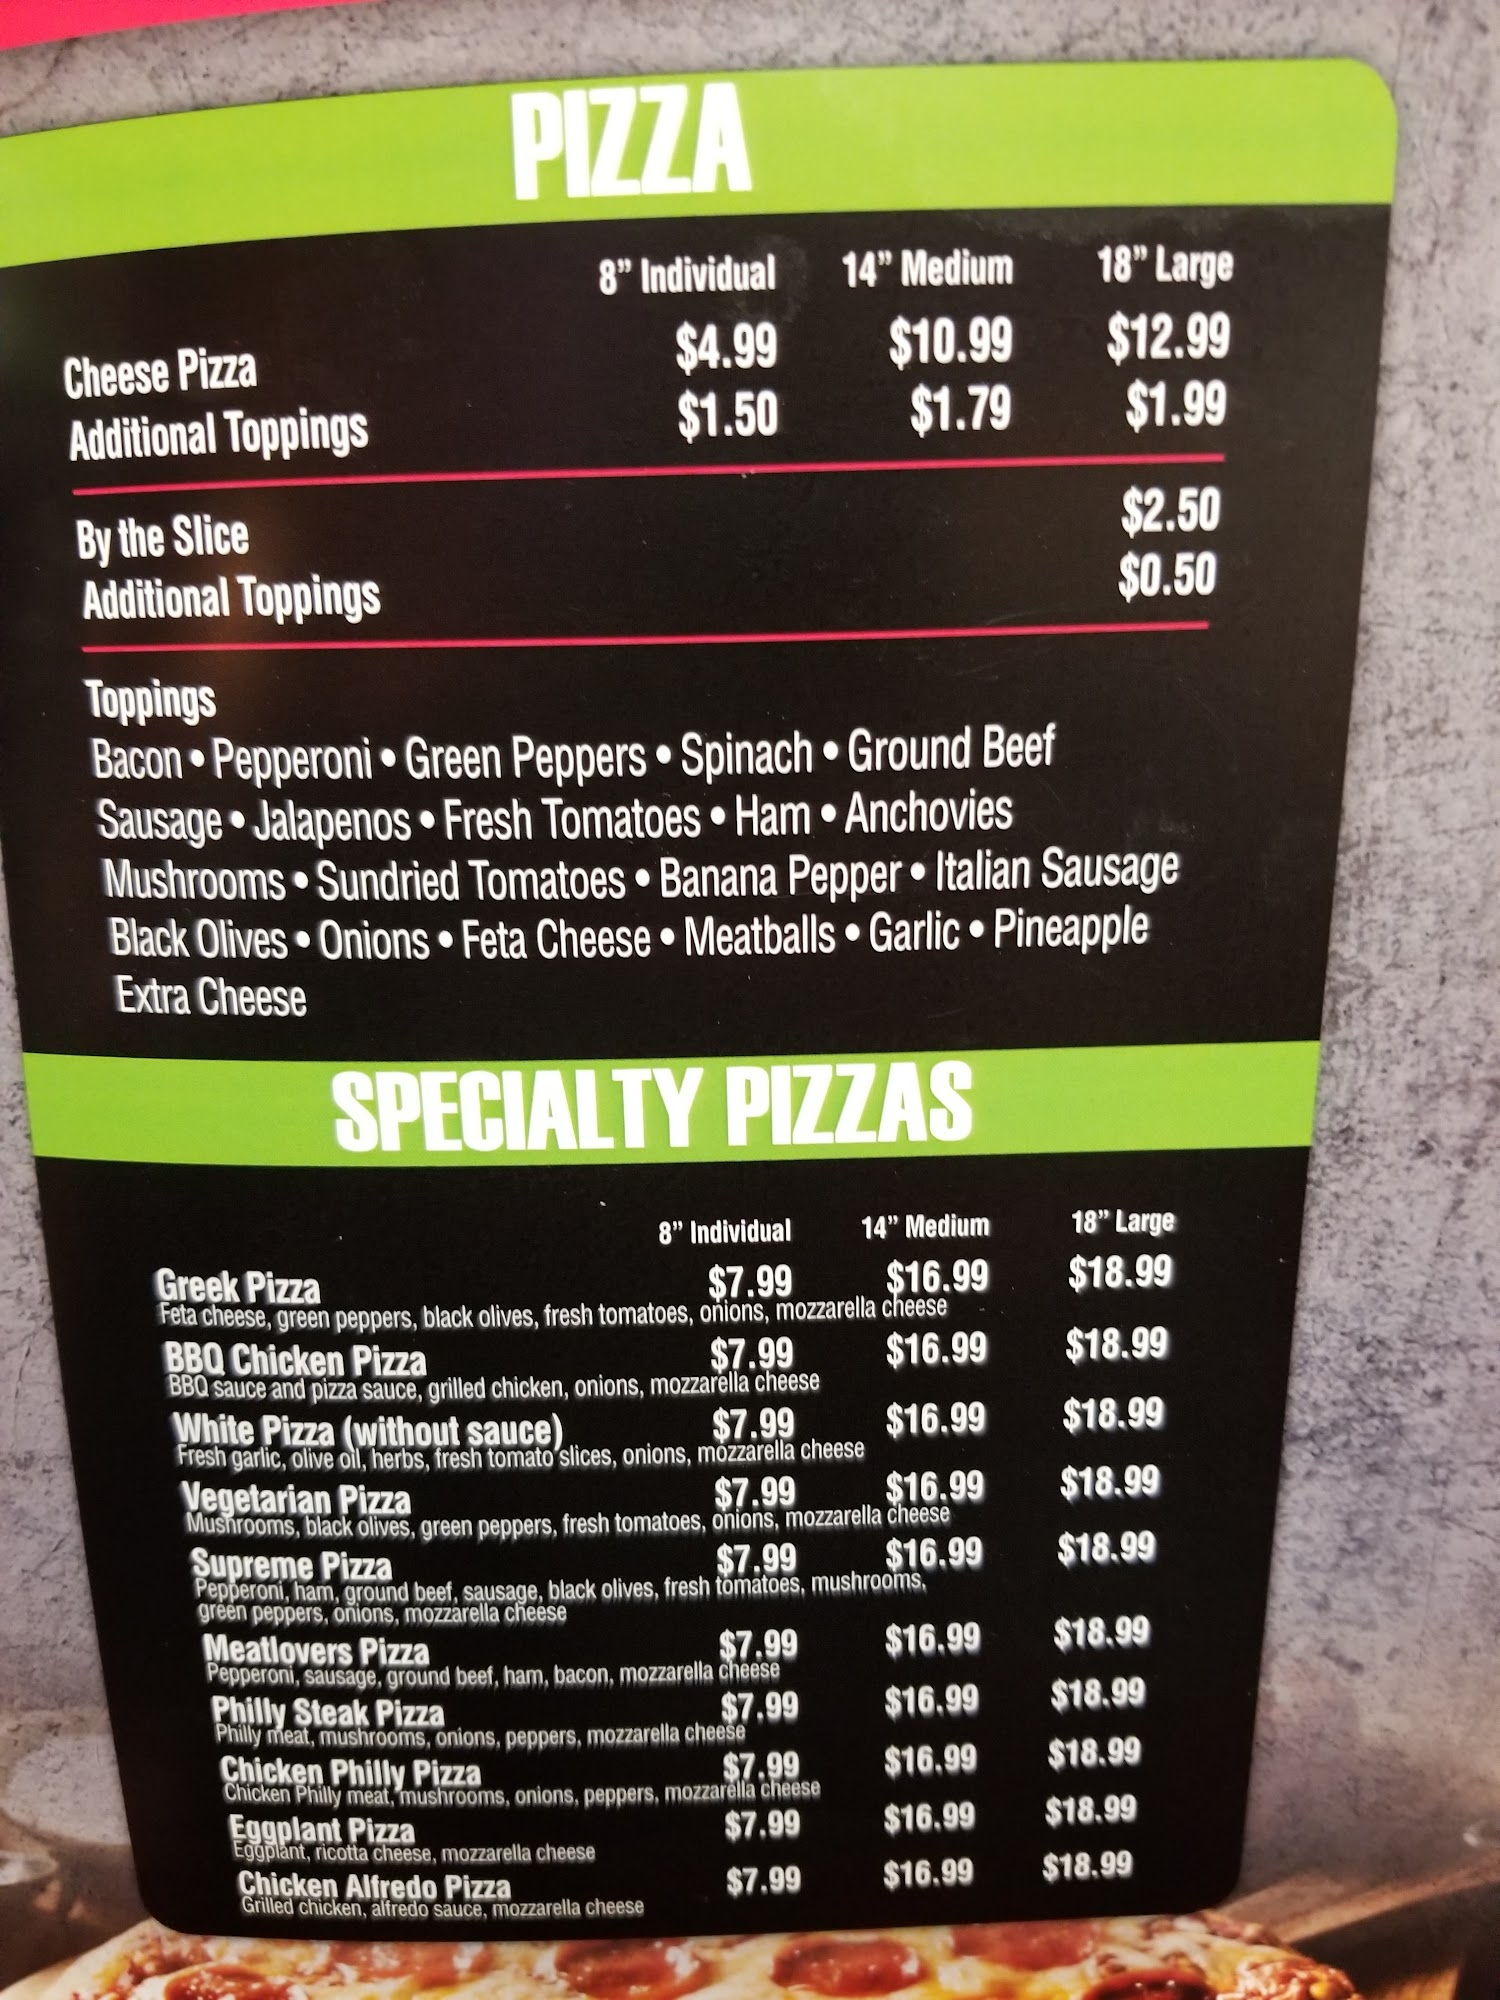 PIZZA
8” Individual 14” Medium 18” Large
Cheese Pizza $4.99 $10.99 $12.99
Additional Toppings $1.50 $1.79 $1.99
By the Slice $2.50
Additional Toppings $0.50
Toppings
Bacon • Pepperoni • Green Peppers • Spinach • Ground Beef
Sausage • Jalapenos • Fresh Tomatoes • Ham • Anchovies
Mushrooms • Sundried Tomatoes • Banana Pepper • Italian Sausage
Black Olives • Onions • Feta Cheese • Meatballs • Garlic • Pineapple
Extra Cheese
SPECIALTY PIZZAS
8” Individual 14” Medium 18” Large
Greek Pizza $7.99 $16.99 $18.99
Feta cheese, green peppers, black olives, fresh tomatoes, onions, mozzarella cheese
BBQ Chicken Pizza $7.99 $16.99 $18.99
BBQ sauce and pizza sauce, grilled chicken, onions, mozzarella cheese
White Pizza (without sauce) $7.99 $16.99 $18.99
Fresh garlic, olive oil, herbs, fresh tomato slices, onions, mozzarella cheese
Vegetarian Pizza $7.99 $16.99 $18.99
Mushrooms, black olives, green peppers, fresh tomatoes, onions, mozzarella cheese
Supreme Pizza $7.99 $16.99 $18.99
Pepperoni, ham, ground beef, sausage, black olives, fresh tomatoes, mushrooms,
green peppers, onions, mozzarella cheese
Meatlovers Pizza $7.99 $16.99 $18.99
Pepperoni, sausage, ground beef, ham, bacon, mozzarella cheese
Philly Steak Pizza $7.99 $16.99 $18.99
Philly meat, mushrooms, onions, peppers, mozzarella cheese
Chicken Philly Pizza $7.99 $16.99 $18.99
Chicken Philly meat, mushrooms, onions, peppers, mozzarella cheese
Eggplant Pizza $7.99 $16.99 $18.99
Eggplant, ricotta cheese, mozzarella cheese
Chicken Alfredo Pizza $7.99 $16.99 $18.99
Grilled chicken, alfredo sauce, mozzarella cheese